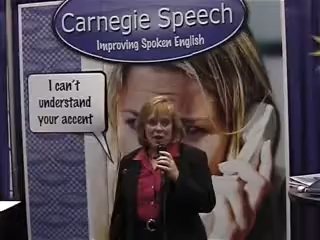 Carnegie Speech
Improving Spoken English
I can't
understand
your accent